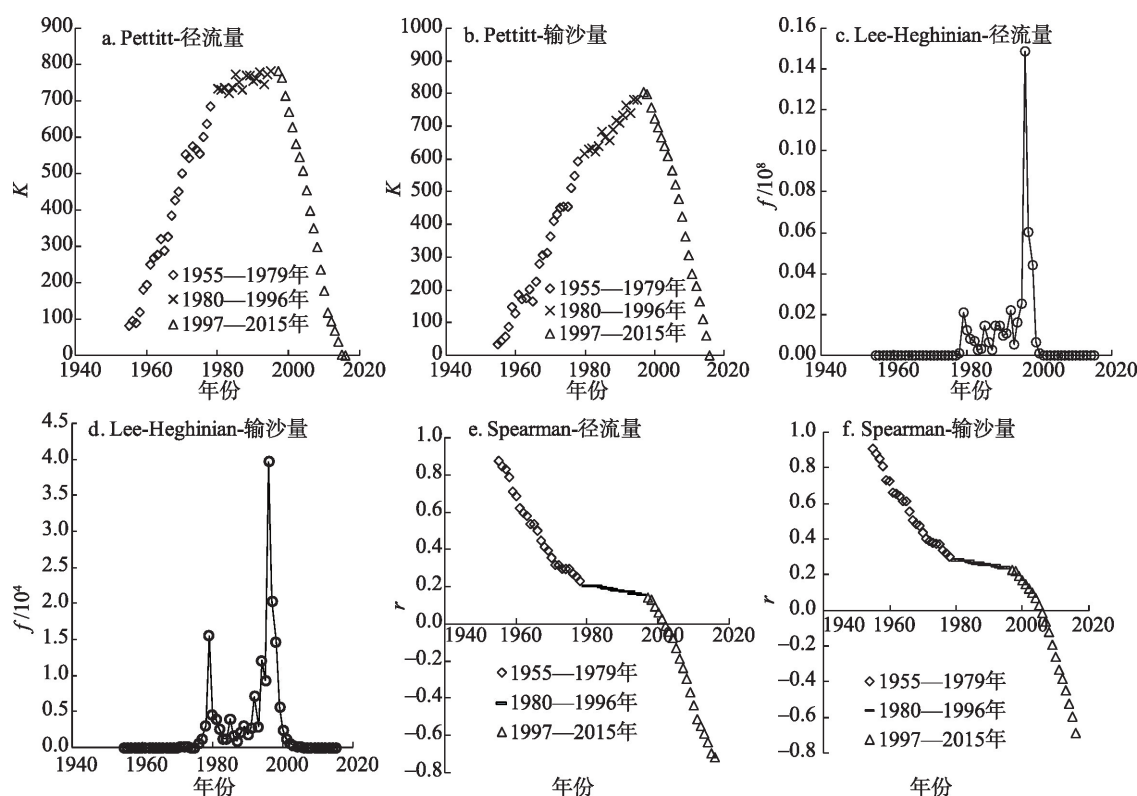 a. Pettitt-径流量
900
800
700
600
500
400
300
200
100
0
K
◇ 1955—1979年
× 1980—1996年
△ 1997—2015年
1940 1960 1980 2000 2020
年份
b. Pettitt-输沙量
1000
900
800
700
600
500
400
300
200
100
0
K
◇ 1955—1979年
× 1980—1996年
△ 1997—2015年
1940 1960 1980 2000 2020
年份
c. Lee-Heghinian-径流量
0.16
0.14
0.12
0.10
0.08
0.06
0.04
0.02
0.00
f/10⁸
1940 1960 1980 2000 2020
年份
d. Lee-Heghinian-输沙量
4.5
4.0
3.5
3.0
2.5
2.0
1.5
1.0
0.5
0.0
f/10⁴
1940 1960 1980 2000 2020
年份
e. Spearman-径流量
1.0
0.8
0.6
0.4
0.2
0.0
−0.2
−0.4
−0.6
−0.8
r
1940 1960 1980 2000 2020
◇ 1955—1979年
1980—1996年
△ 1997—2015年
年份
f. Spearman-输沙量
1.0
0.8
0.6
0.4
0.2
0.0
−0.2
−0.4
−0.6
−0.8
r
1940 1960 1980 2000 2020
◇ 1955—1979年
1980—1996年
△ 1997—2015年
年份